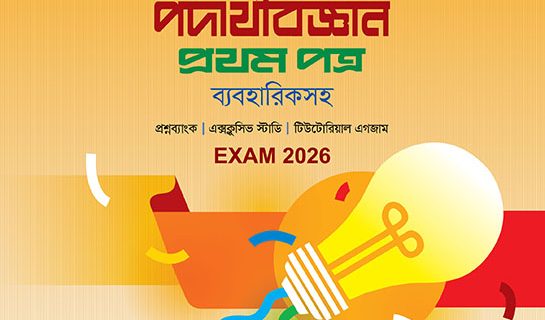 পদার্থবিজ্ঞান
প্রথম পত্র
ব্যবহারিকসহ
প্রশ্নব্যাংক | এক্সক্লুসিভ স্টাডি | টিউটোরিয়াল এগজাম
EXAM 2026